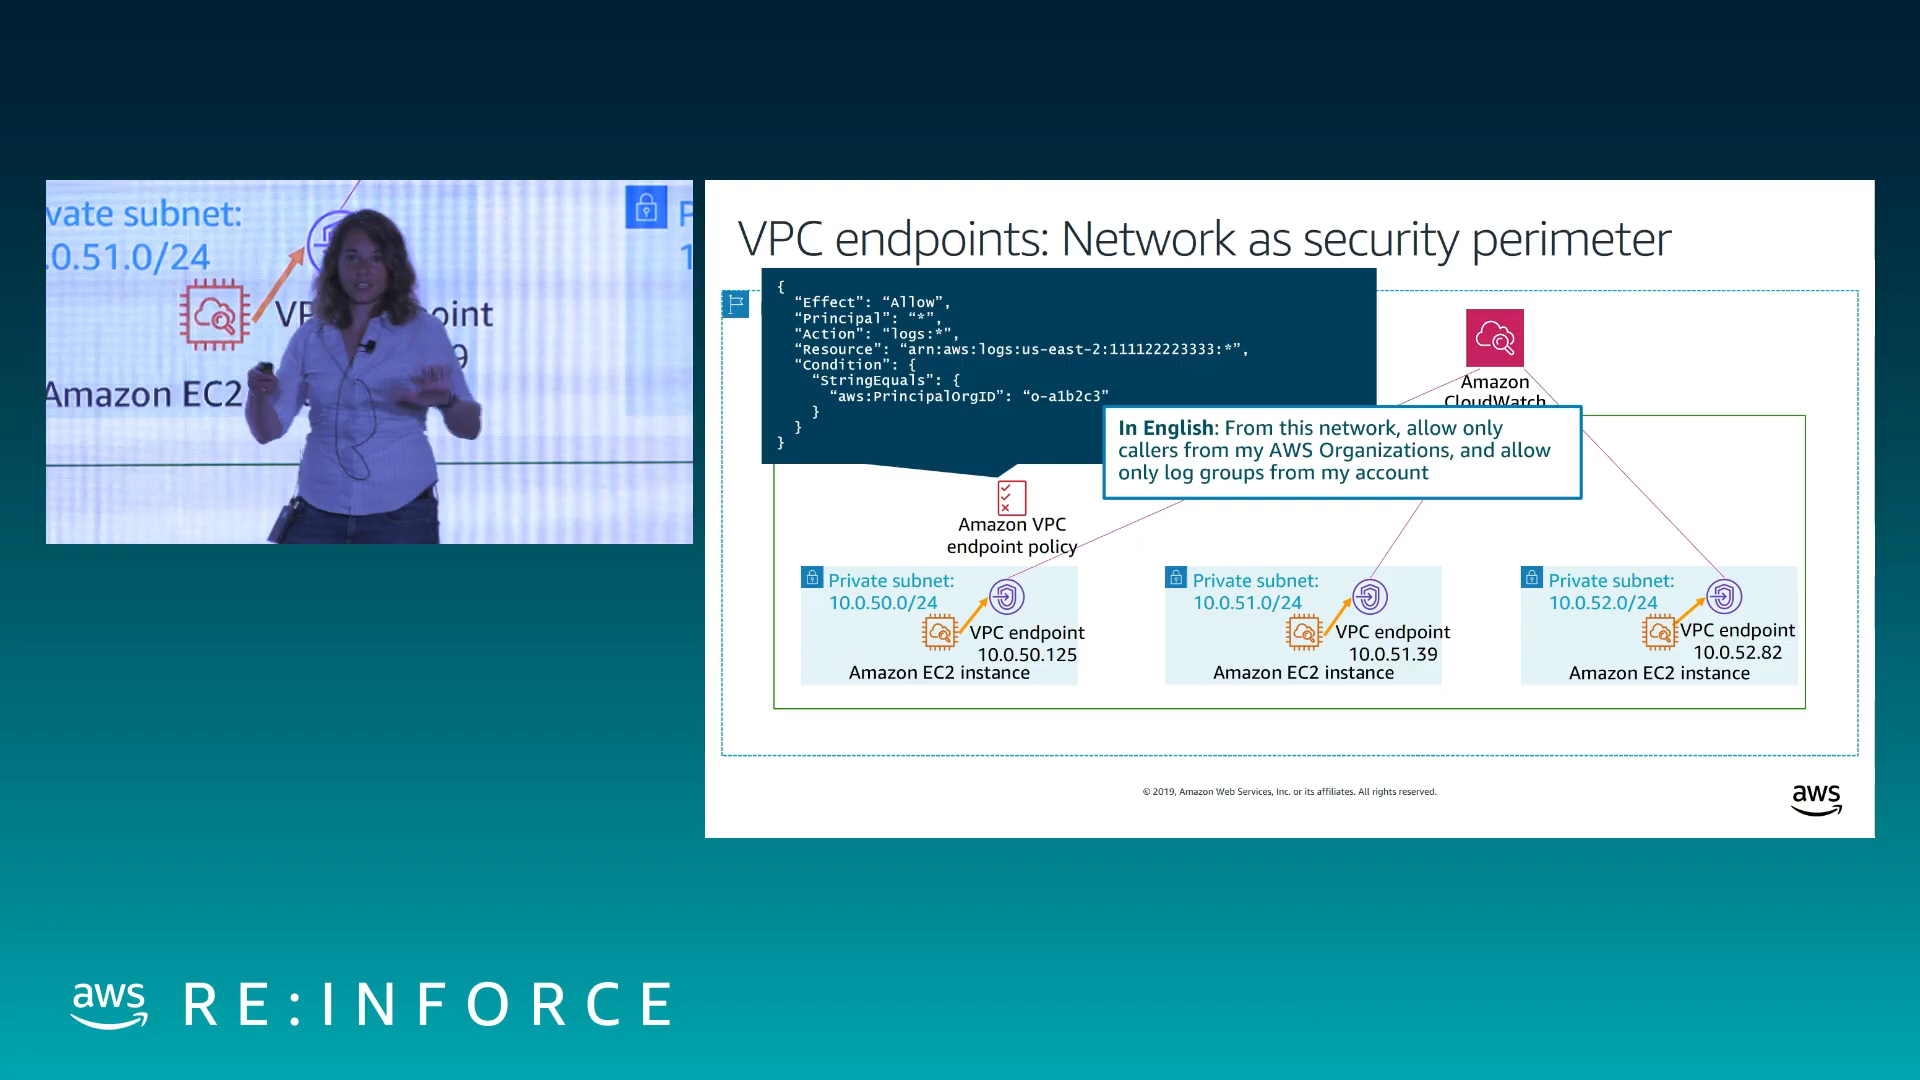 vate subnet:
.0.51.0/24
VP
point
9
Amazon EC2
P
1
VPC endpoints: Network as security perimeter
{
“Effect”: “Allow”,
“Principal”: “*”,
“Action”: “logs:*”,
“Resource”: “arn:aws:logs:us-east-2:111122223333:*”,
“Condition”: {
“StringEquals”: {
“aws:PrincipalOrgID”: “o-a1b2c3”
}
}
}
Amazon
CloudWatch
In English: From this network, allow only
callers from my AWS Organizations, and allow
only log groups from my account
Amazon VPC
endpoint policy
Private subnet:
10.0.50.0/24
VPC endpoint
10.0.50.125
Amazon EC2 instance
Private subnet:
10.0.51.0/24
VPC endpoint
10.0.51.39
Amazon EC2 instance
Private subnet:
10.0.52.0/24
VPC endpoint
10.0.52.82
Amazon EC2 instance
© 2019, Amazon Web Services, Inc. or its affiliates. All rights reserved.
aws
aws RE:INFORCE